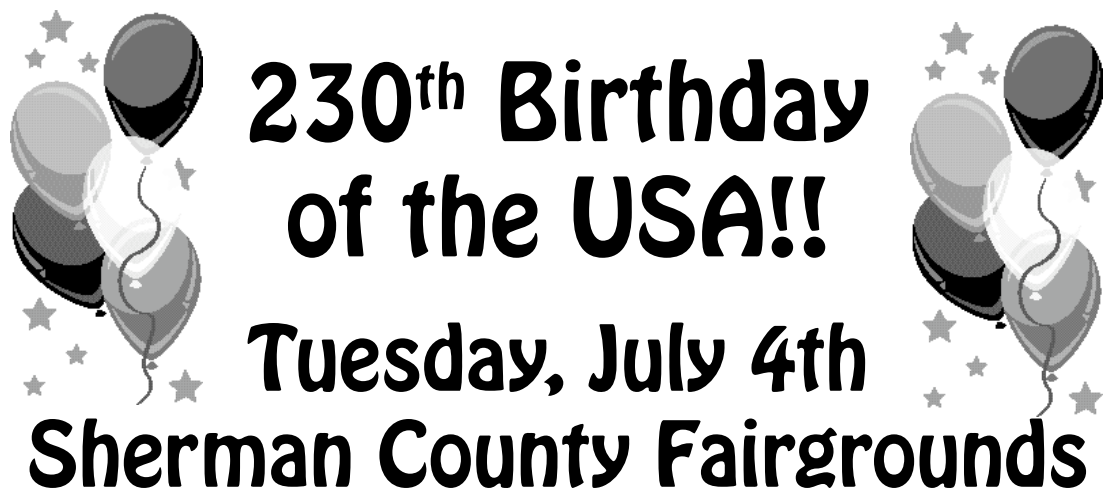 230th Birthday
of the USA!!
Tuesday, July 4th
Sherman County Fairgrounds